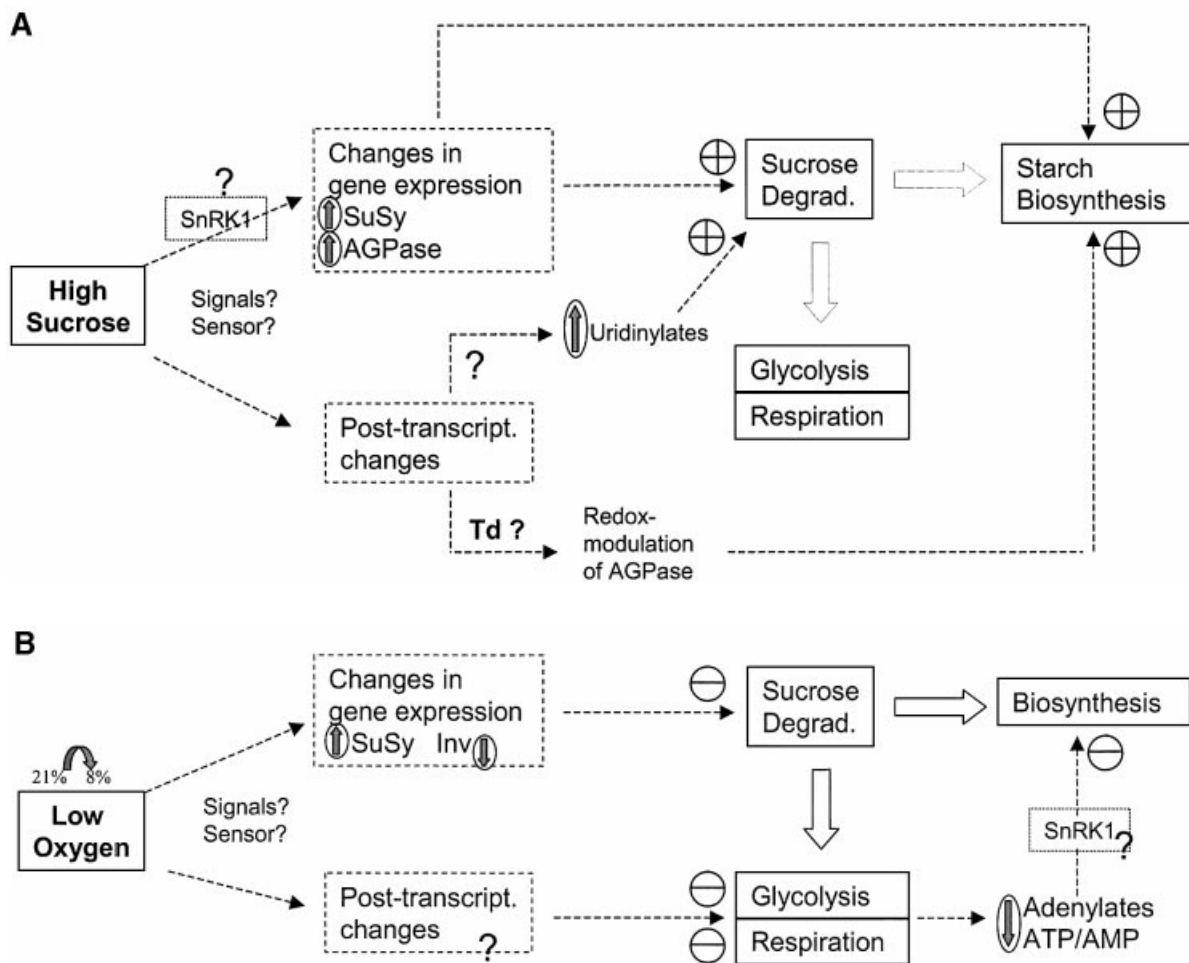 A
Changes in
gene expression
SuSy
AGPase
?
SnRK1
High
Sucrose
Signals?
Sensor?
Sucrose
Degrad.
Starch
Biosynthesis
Uridinylates
?
Glycolysis
Respiration
Post-transcript.
changes
Td ?
Redox-
modulation
of AGPase
B
Changes in
gene expression
SuSy Inv
21% 8%
Low
Oxygen
Signals?
Sensor?
Sucrose
Degrad.
Biosynthesis
SnRK1
?
Post-transcript.
changes
?
Glycolysis
Respiration
Adenylates
ATP/AMP